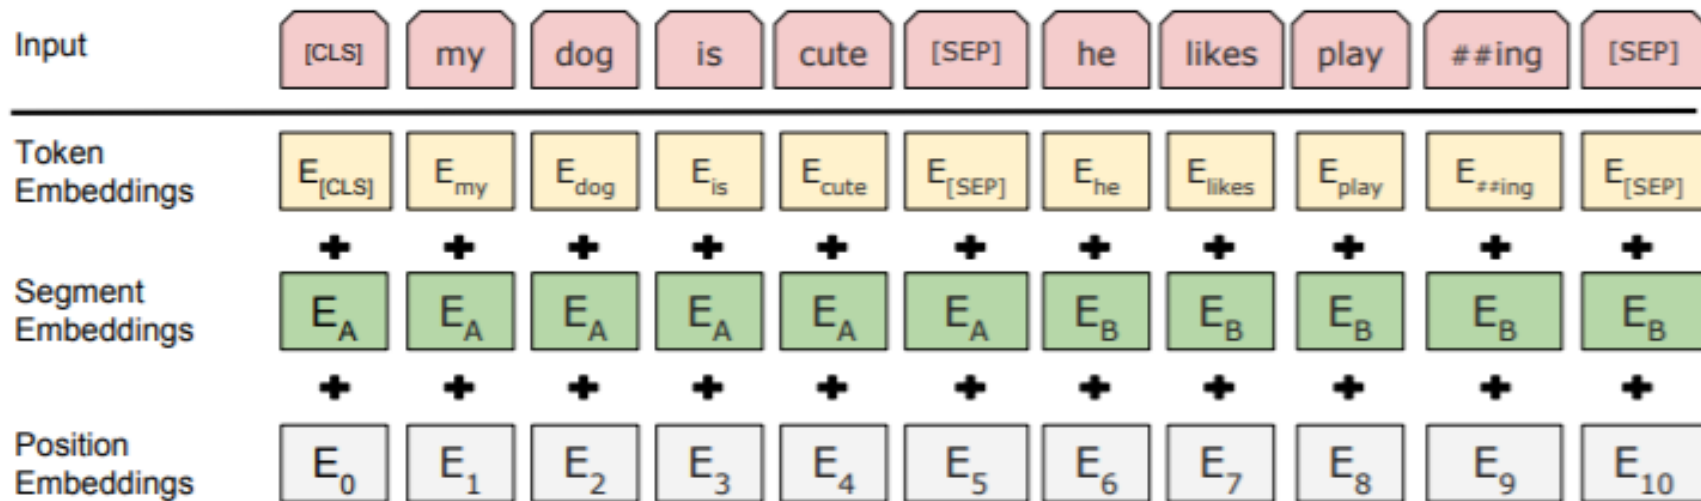 Input [CLS] my dog is cute [SEP] he likes play ##ing [SEP]
Token
Embeddings
E[CLS] Emy Edog Eis Ecute E[SEP] Ehe Elikes Eplay E##ing E[SEP]
+ + + + + + + + + + +
Segment
Embeddings
EA EA EA EA EA EA EB EB EB EB EB
+ + + + + + + + + + +
Position
Embeddings
E0 E1 E2 E3 E4 E5 E6 E7 E8 E9 E10